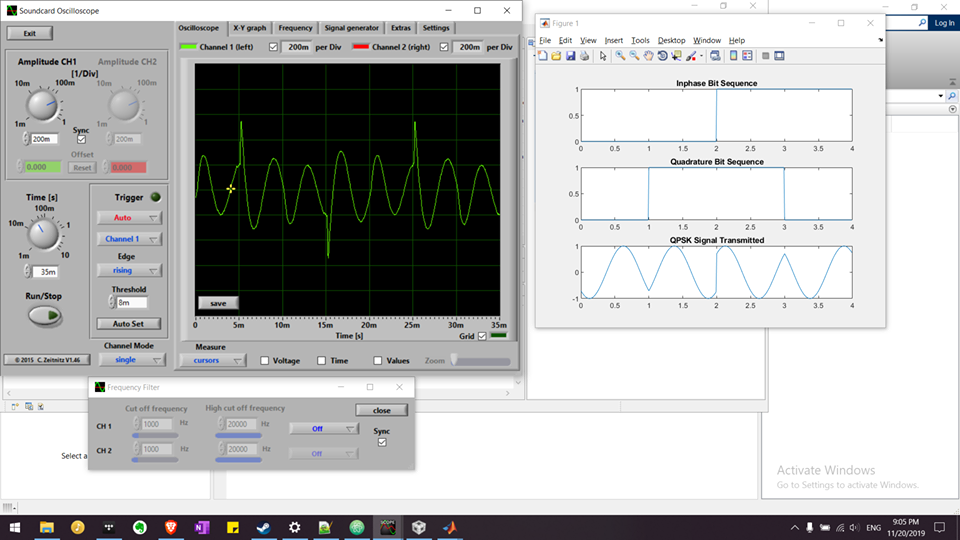 Soundcard Oscilloscope
Exit
Amplitude CH1
Amplitude CH2
[1/Div]
10m
100m
1m
1
10m
100m
1m
1
Sync
200m
200m
Offset
0.000
Reset
0.000
Time [s]
100m
10m
1
1m
10
35m
Run/Stop
© 2015 C. Zeitnitz V1.46
Trigger
Auto
Channel 1
Edge
rising
Threshold
8m
Auto Set
Channel Mode
single
Oscilloscope
X-Y graph
Frequency
Signal generator
Extras
Settings
Channel 1 (left)
200m
per Div
Channel 2 (right)
200m
per Div
save
0
5m
10m
15m
20m
25m
30m
35m
Time [s]
Grid
Measure
cursors
Voltage
Time
Values
Zoom
Figure 1
File Edit View Insert Tools Desktop Window Help
Inphase Bit Sequence
1
0.5
0
0 0.5 1 1.5 2 2.5 3 3.5 4
Quadrature Bit Sequence
1
0.5
0
0 0.5 1 1.5 2 2.5 3 3.5 4
QPSK Signal Transmitted
1
0
-1
0 0.5 1 1.5 2 2.5 3 3.5 4
Log In
Frequency Filter
Cut off frequency
High cut off frequency
close
CH 1
1000
Hz
20000
Hz
Off
Sync
CH 2
1000
Hz
20000
Hz
Off
Select a
Activate Windows
Go to Settings to activate Windows.
ENG
9:05 PM
11/20/2019